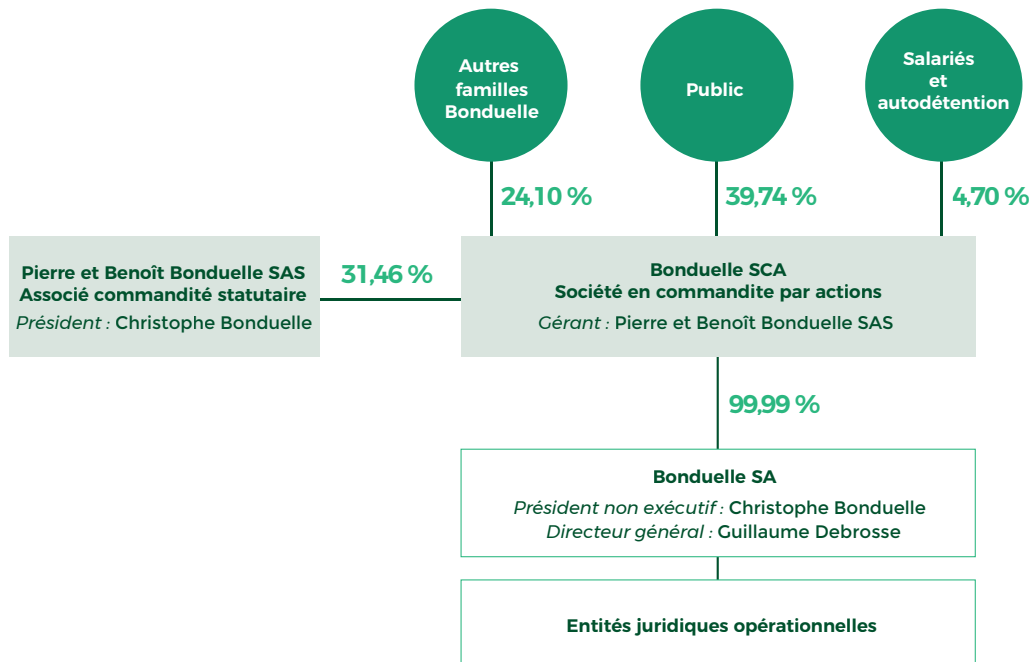 Autres
familles
Bonduelle
Public
Salariés
et
autodétention
24,10 %
39,74 %
4,70 %
Pierre et Benoît Bonduelle SAS
Associé commandité statutaire
Président : Christophe Bonduelle
31,46 %
Bonduelle SCA
Société en commandite par actions
Gérant : Pierre et Benoît Bonduelle SAS
99,99 %
Bonduelle SA
Président non exécutif : Christophe Bonduelle
Directeur général : Guillaume Debrosse
Entités juridiques opérationnelles